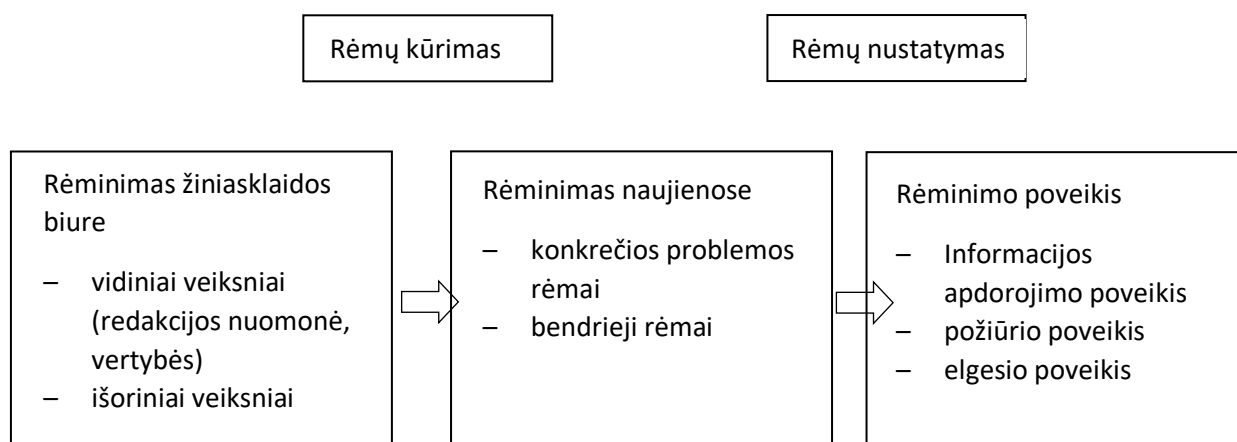 Rėmų kūrimas
Rėmų nustatymas
Rėminimas žiniasklaidos
biure
– vidiniai veiksniai
(redakcijos nuomonė,
vertybės)
– išoriniai veiksniai
Rėminimas naujienose
– konkrečios problemos
rėmai
– bendrieji rėmai
Rėminimo poveikis
– Informacijos
apdorojimo poveikis
– požiūrio poveikis
– elgesio poveikis